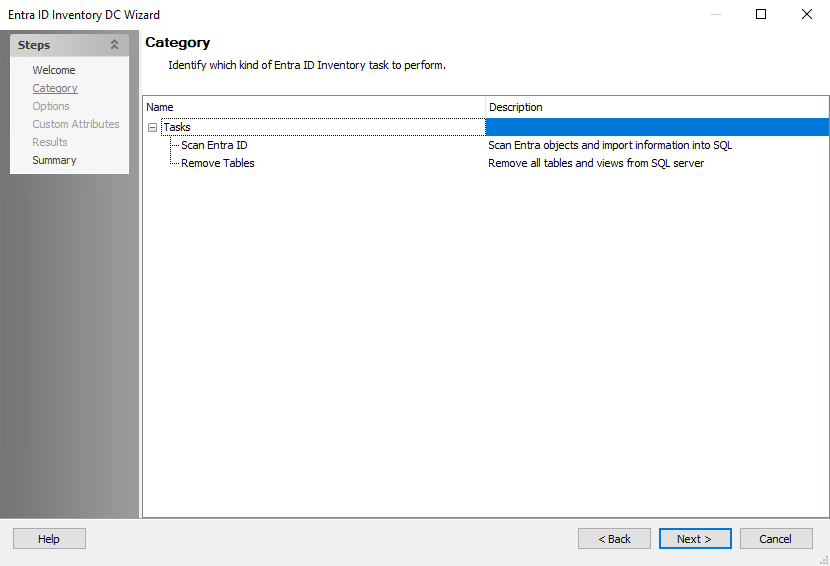 Entra ID Inventory DC Wizard
Steps
Welcome
Category
Options
Custom Attributes
Results
Summary
Category
Identify which kind of Entra ID Inventory task to perform.
Name Description
Tasks
Scan Entra ID Scan Entra objects and import information into SQL
Remove Tables Remove all tables and views from SQL server
Help < Back Next > Cancel